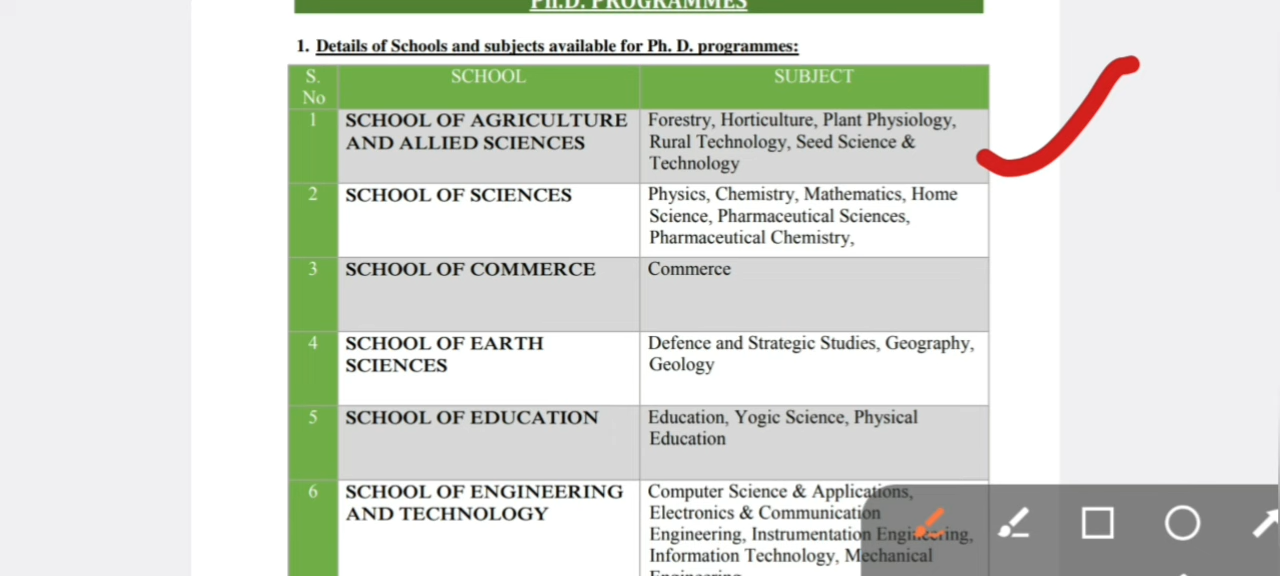 Ph.D. PROGRAMMES
1. Details of Schools and subjects available for Ph. D. programmes:
S. No SCHOOL SUBJECT
1 SCHOOL OF AGRICULTURE AND ALLIED SCIENCES
Forestry, Horticulture, Plant Physiology,
Rural Technology, Seed Science &
Technology
2 SCHOOL OF SCIENCES
Physics, Chemistry, Mathematics, Home
Science, Pharmaceutical Sciences,
Pharmaceutical Chemistry,
3 SCHOOL OF COMMERCE
Commerce
4 SCHOOL OF EARTH
SCIENCES
Defence and Strategic Studies, Geography,
Geology
5 SCHOOL OF EDUCATION
Education, Yogic Science, Physical
Education
6 SCHOOL OF ENGINEERING
AND TECHNOLOGY
Computer Science & Applications,
Electronics & Communication
Engineering, Instrumentation Engineering,
Information Technology, Mechanical
Engineering